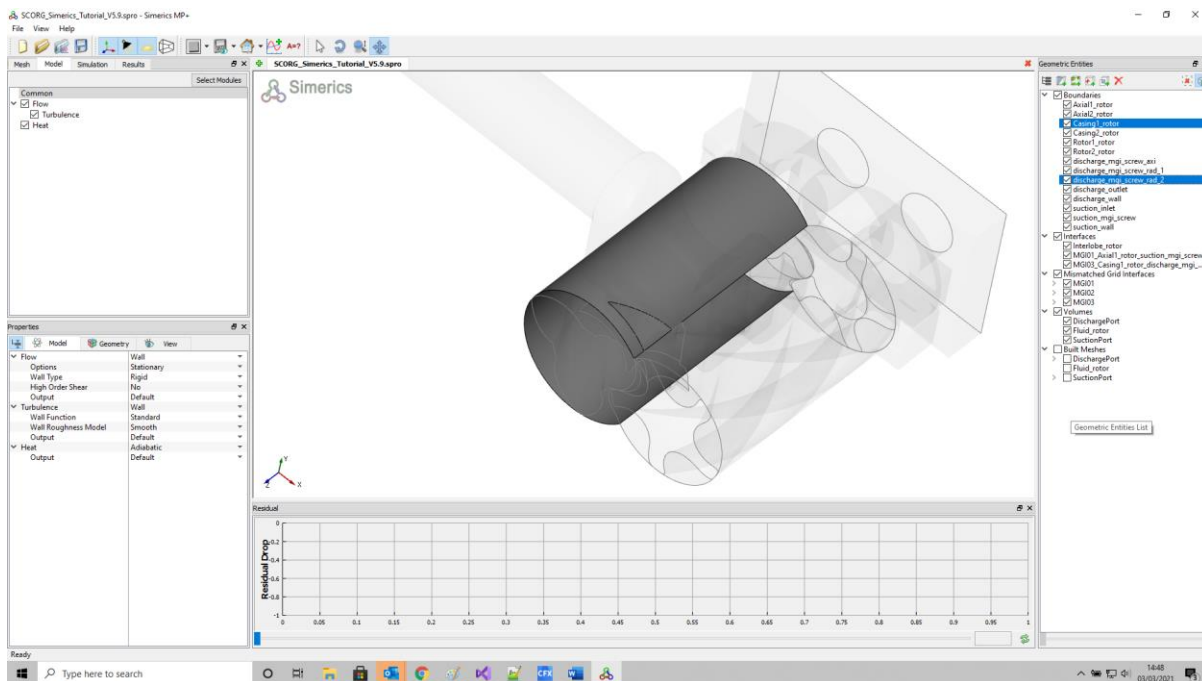 SCORG_Simerics_Tutorial_V5.9.spro - Simerics MP+
File View Help
A=?
Mesh Model Simulation Results
Select Modules
Common
Flow
Turbulence
Heat
Properties
Model Geometry View
Flow Wall
Options Stationary
Wall Type Rigid
High Order Shear No
Output Default
Turbulence Wall
Wall Function Standard
Wall Roughness Model Smooth
Output Default
Heat Adiabatic
Output Default
SCORG_Simerics_Tutorial_V5.9.spro
Simerics
Y
Z X
Residual
Residual Drop
0
-0.2
-0.4
-0.6
-0.8
-1
0 0.05 0.1 0.15 0.2 0.25 0.3 0.35 0.4 0.45 0.5 0.55 0.6 0.65 0.7 0.75 0.8 0.85 0.9 0.95 1
Geometric Entities
Boundaries
Axial1_rotor
Axial2_rotor
Casing1_rotor
Casing2_rotor
Rotor1_rotor
Rotor2_rotor
discharge_mgi_screw_axi
discharge_mgi_screw_rad_1
discharge_mgi_screw_rad_2
discharge_outlet
discharge_wall
suction_inlet
suction_mgi_screw
suction_wall
Interfaces
Interlobe_rotor
MGI01_Axial1_rotor_suction_mgi_screw
MGI03_Casing1_rotor_discharge_mgi_...
Mismatched Grid Interfaces
MGI01
MGI02
MGI03
Volumes
DischargePort
Fluid_rotor
SuctionPort
Built Meshes
DischargePort
Fluid_rotor
SuctionPort
Geometric Entities List
Ready
Type here to search
CFX
14:48
03/03/2021